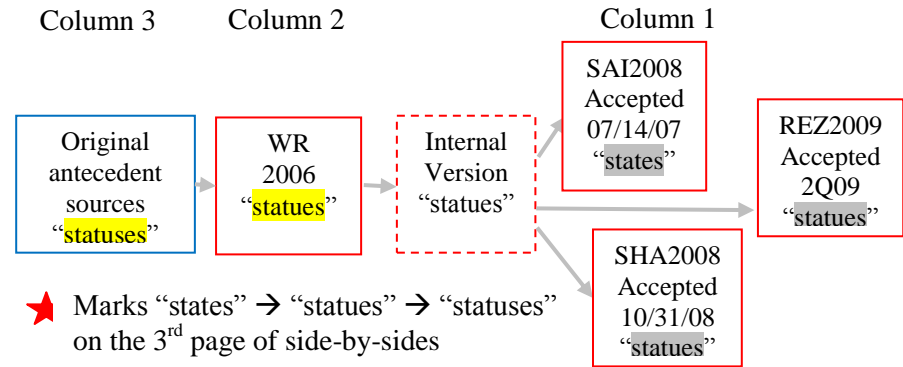 Column 3
Column 2
Column 1
Original
antecedent
sources
“statuses”
WR
2006
“statues”
Internal
Version
“statues”
SAI2008
Accepted
07/14/07
“states”
REZ2009
Accepted
2Q09
“statues”
SHA2008
Accepted
10/31/08
“statues”
Marks “states” → “statues” → “statuses”
on the 3rd page of side-by-sides